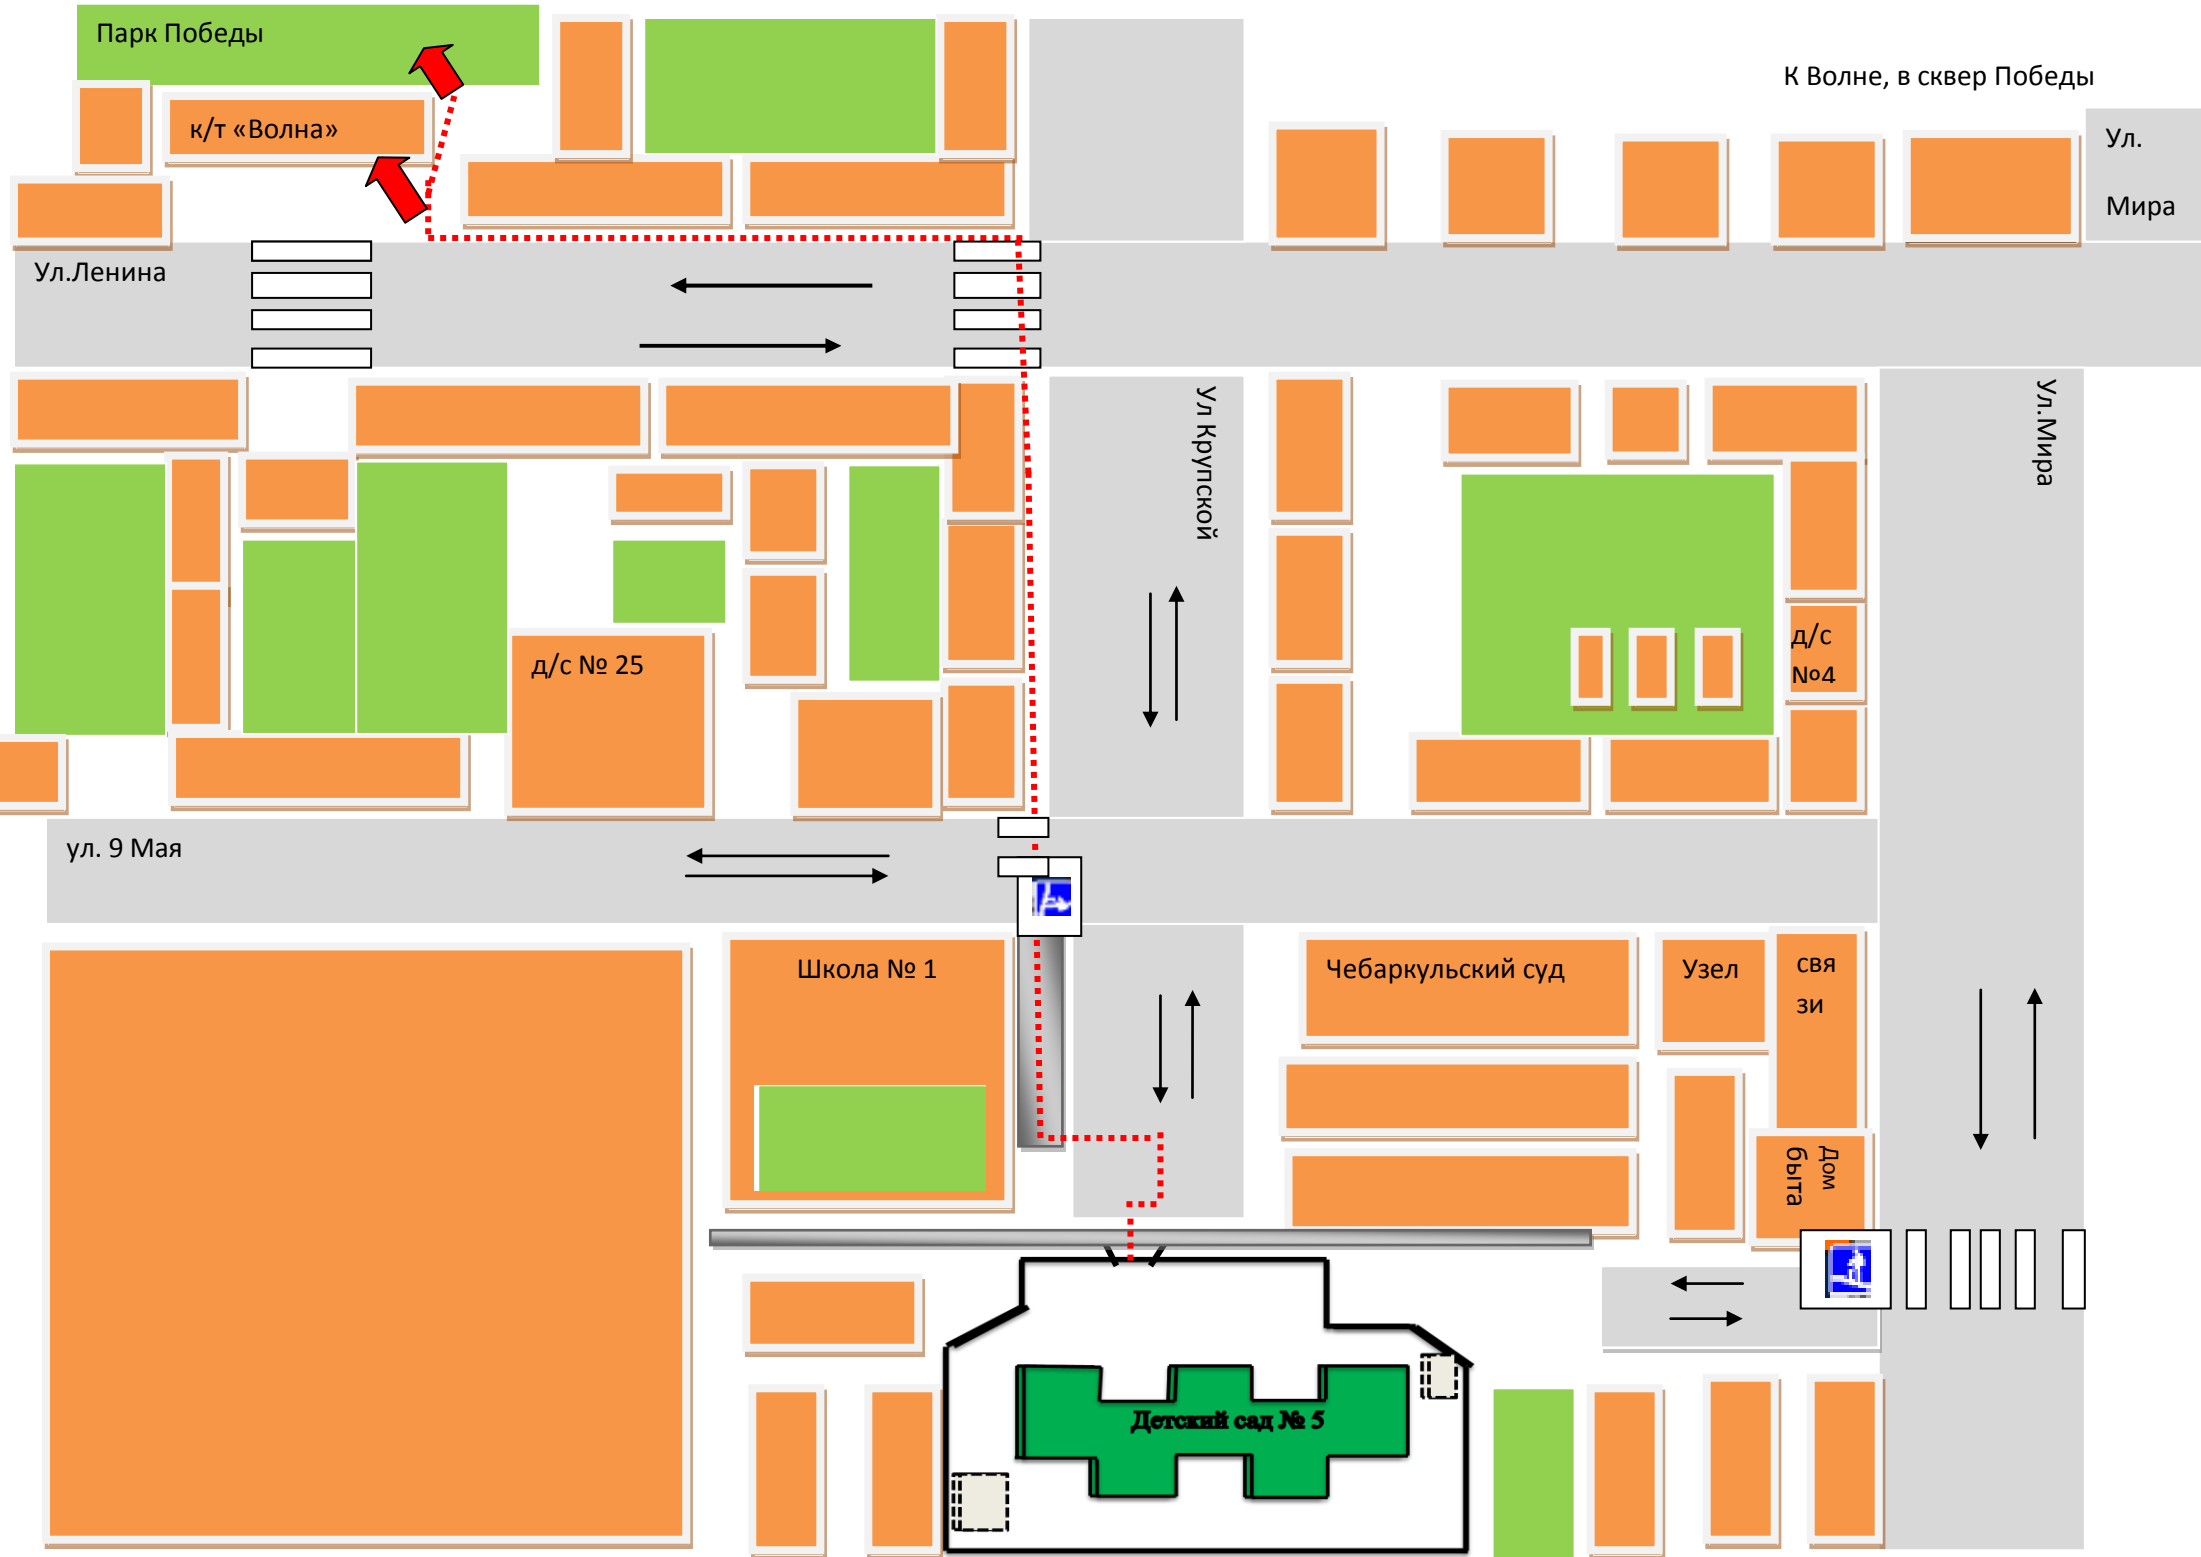 Парк Победы
К Волне, в сквер Победы
к/т «Волна»
Ул.
Мира
Ул.Ленина
Ул Крупской
Ул.Мира
д/с № 25
д/с
№4
ул. 9 Мая
Школа № 1
Чебаркульский суд
Узел
свя
зи
Дом
быта
Детский сад № 5